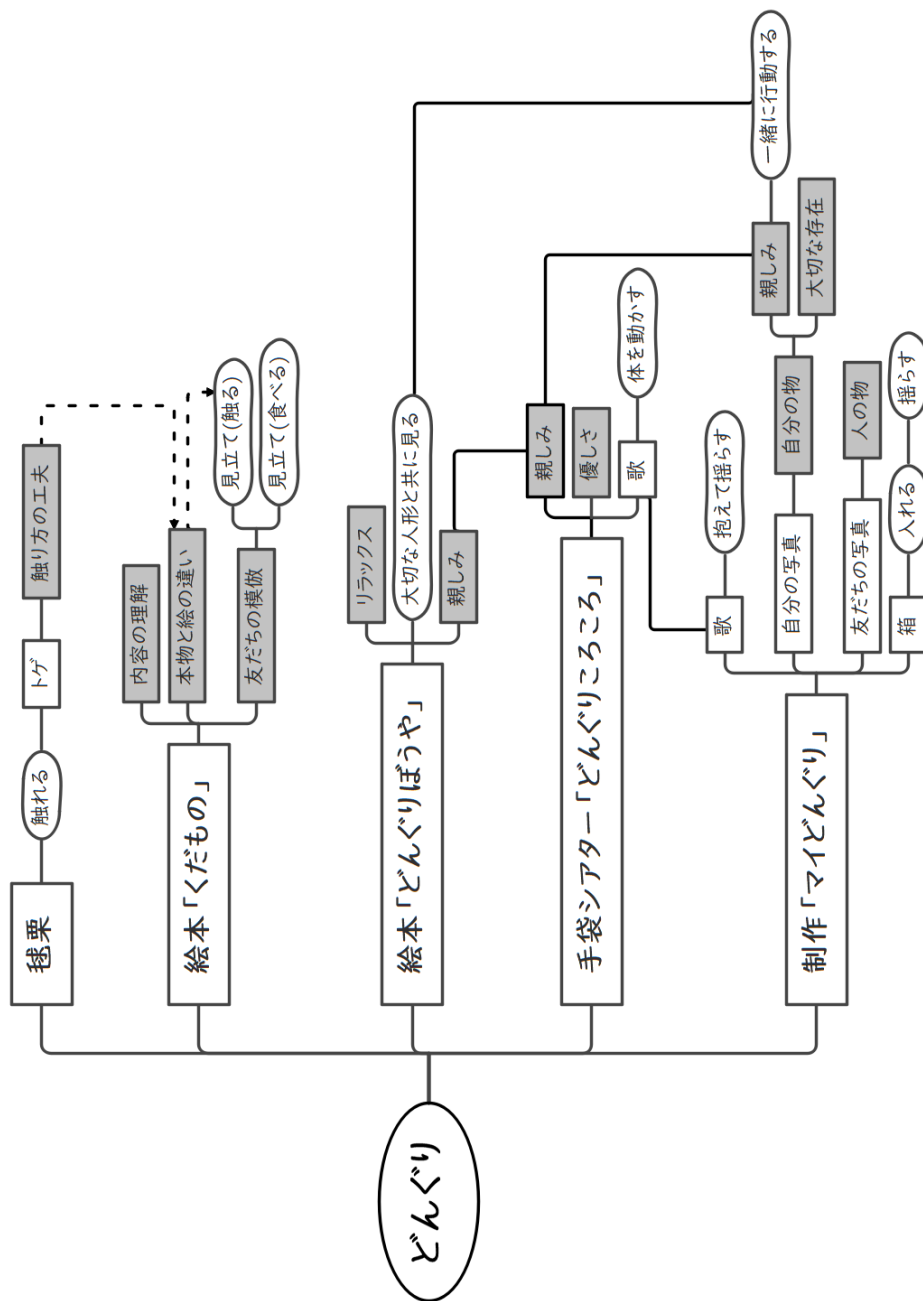 どんぐり
毬栗
触れる
トゲ
触り方の工夫
絵本「くだもの」
内容の理解
本物と絵の違い
友だちの模倣
見立て(触る)
見立て(食べる)
絵本「どんぐりぼうや」
リラックス
大切な人形と共に見る
親しみ
手袋シアター「どんぐりころころ」
親しみ
優しさ
歌
体を動かす
制作「マイどんぐり」
歌
抱えて揺らす
自分の写真
自分の物
親しみ
一緒に行動する
大切な存在
友だちの写真
人の物
箱
入れる
揺らす